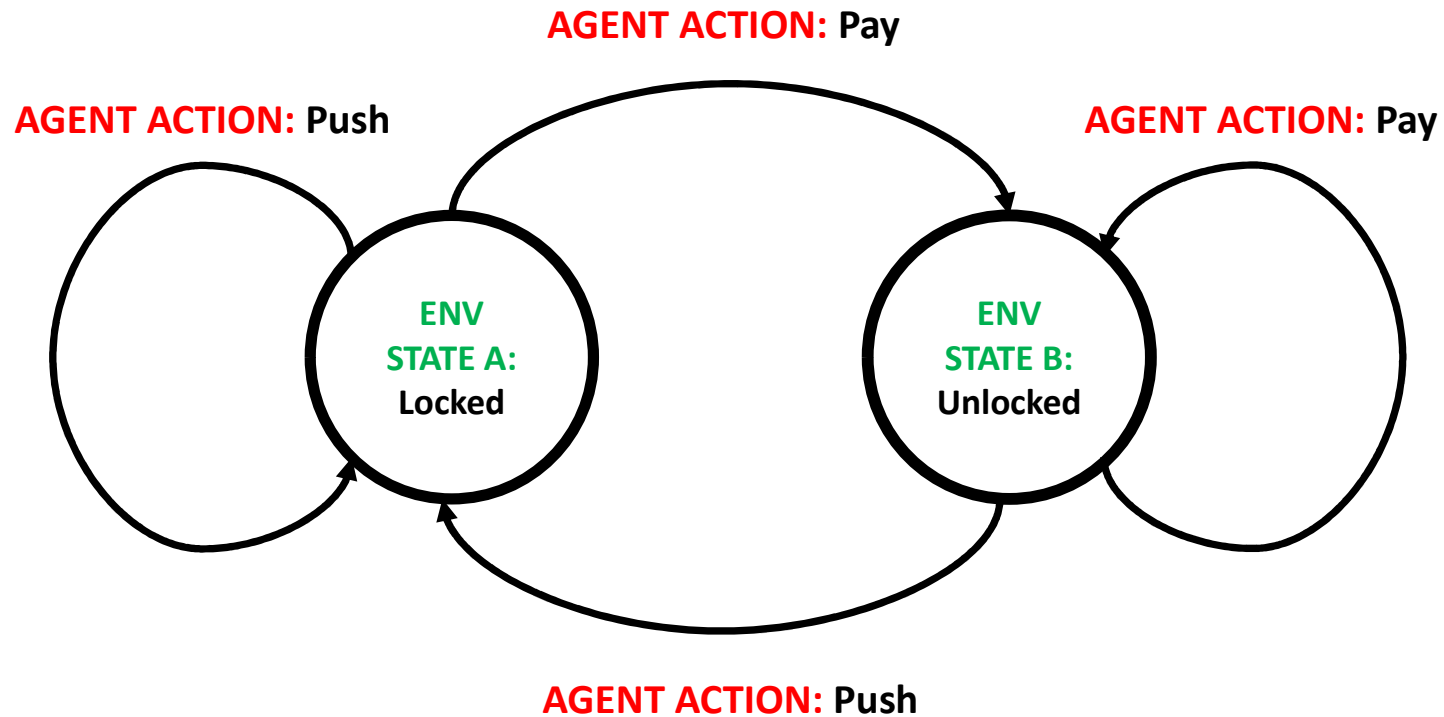 AGENT ACTION: Pay
AGENT ACTION: Push
AGENT ACTION: Pay
ENV
STATE A:
Locked
ENV
STATE B:
Unlocked
AGENT ACTION: Push